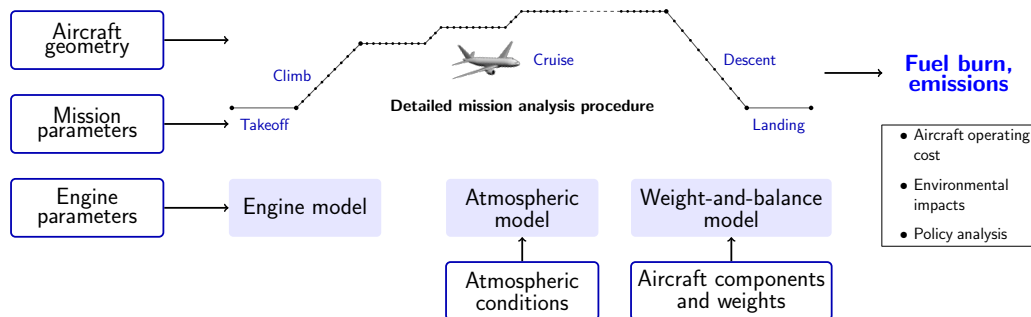 Aircraft
geometry
Mission
parameters
Engine
parameters
Climb
Takeoff
Cruise
Descent
Landing
Detailed mission analysis procedure
Engine model
Atmospheric
model
Weight-and-balance
model
Atmospheric
conditions
Aircraft components
and weights
Fuel burn,
emissions
• Aircraft operating
cost
• Environmental
impacts
• Policy analysis